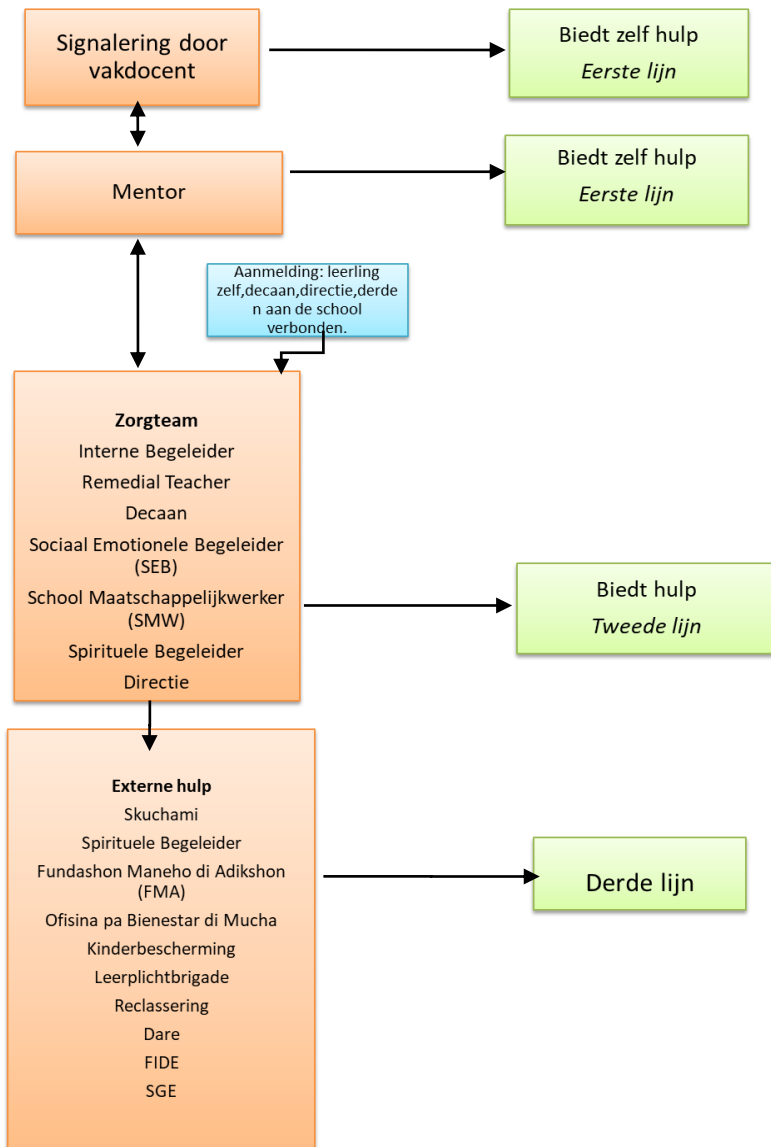 Signalering door
vakdocent
Biedt zelf hulp
Eerste lijn
Mentor
Biedt zelf hulp
Eerste lijn
Aanmelding: leerling
zelf,decaan,directie,derde
n aan de school
verbonden.
Zorgteam
Interne Begeleider
Remedial Teacher
Decaan
Sociaal Emotionele Begeleider
(SEB)
School Maatschappelijkwerker
(SMW)
Spirituele Begeleider
Directie
Biedt hulp
Tweede lijn
Externe hulp
Skuchami
Spirituele Begeleider
Fundashon Maneho di Adikshon
(FMA)
Ofisina pa Bienestar di Mucha
Kinderbescherming
Leerplichtbrigade
Reclassering
Dare
FIDE
SGE
Derde lijn